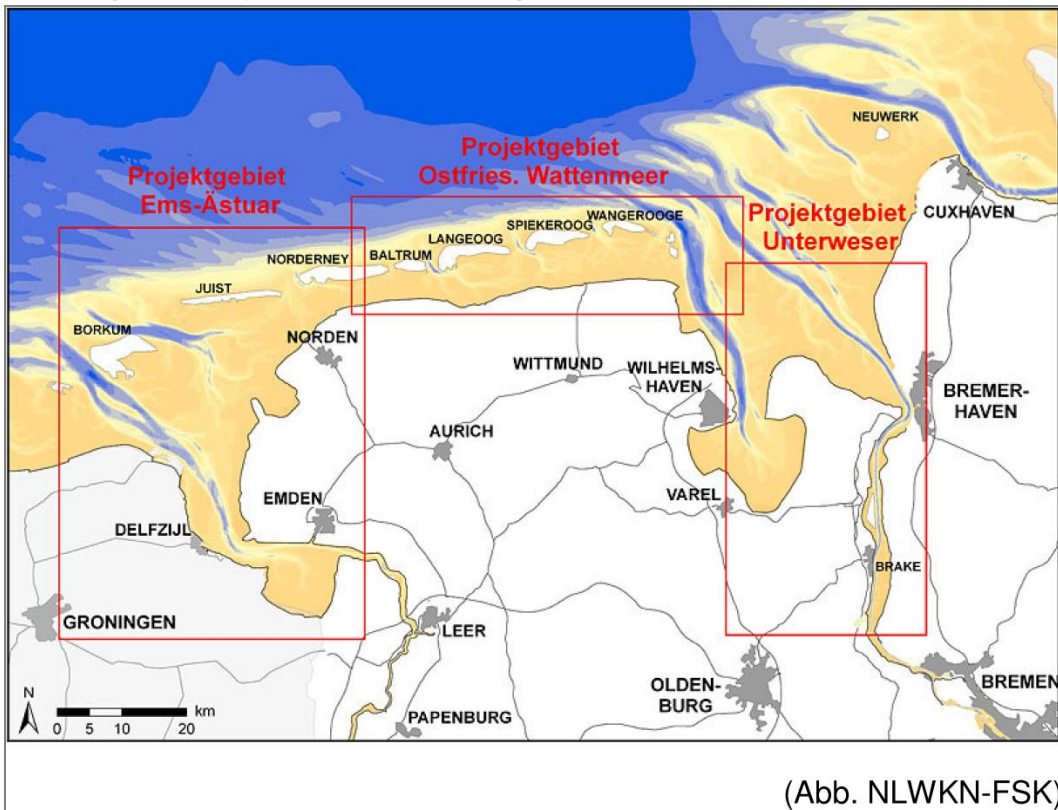 NEUWERK
Projektgebiet
Ostfries. Wattenmeer
Projektgebiet
Ems-Ästuar
CUXHAVEN
Projektgebiet
Unterweser
WANGEROOGE
SPIEKEROOG
LANGEOOG
BALTRUM
NORDERNEY
JUIST
BORKUM
NORDEN
WITTMUND
WILHELMS-
HAVEN
BREMER-
HAVEN
AURICH
EMDEN
VAREL
DELFZIJL
BRAKE
GRONINGEN
LEER
OLDEN-
BURG
BREMEN
PAPENBURG
N
km
0 5 10 20
(Abb. NLWKN-FSK)